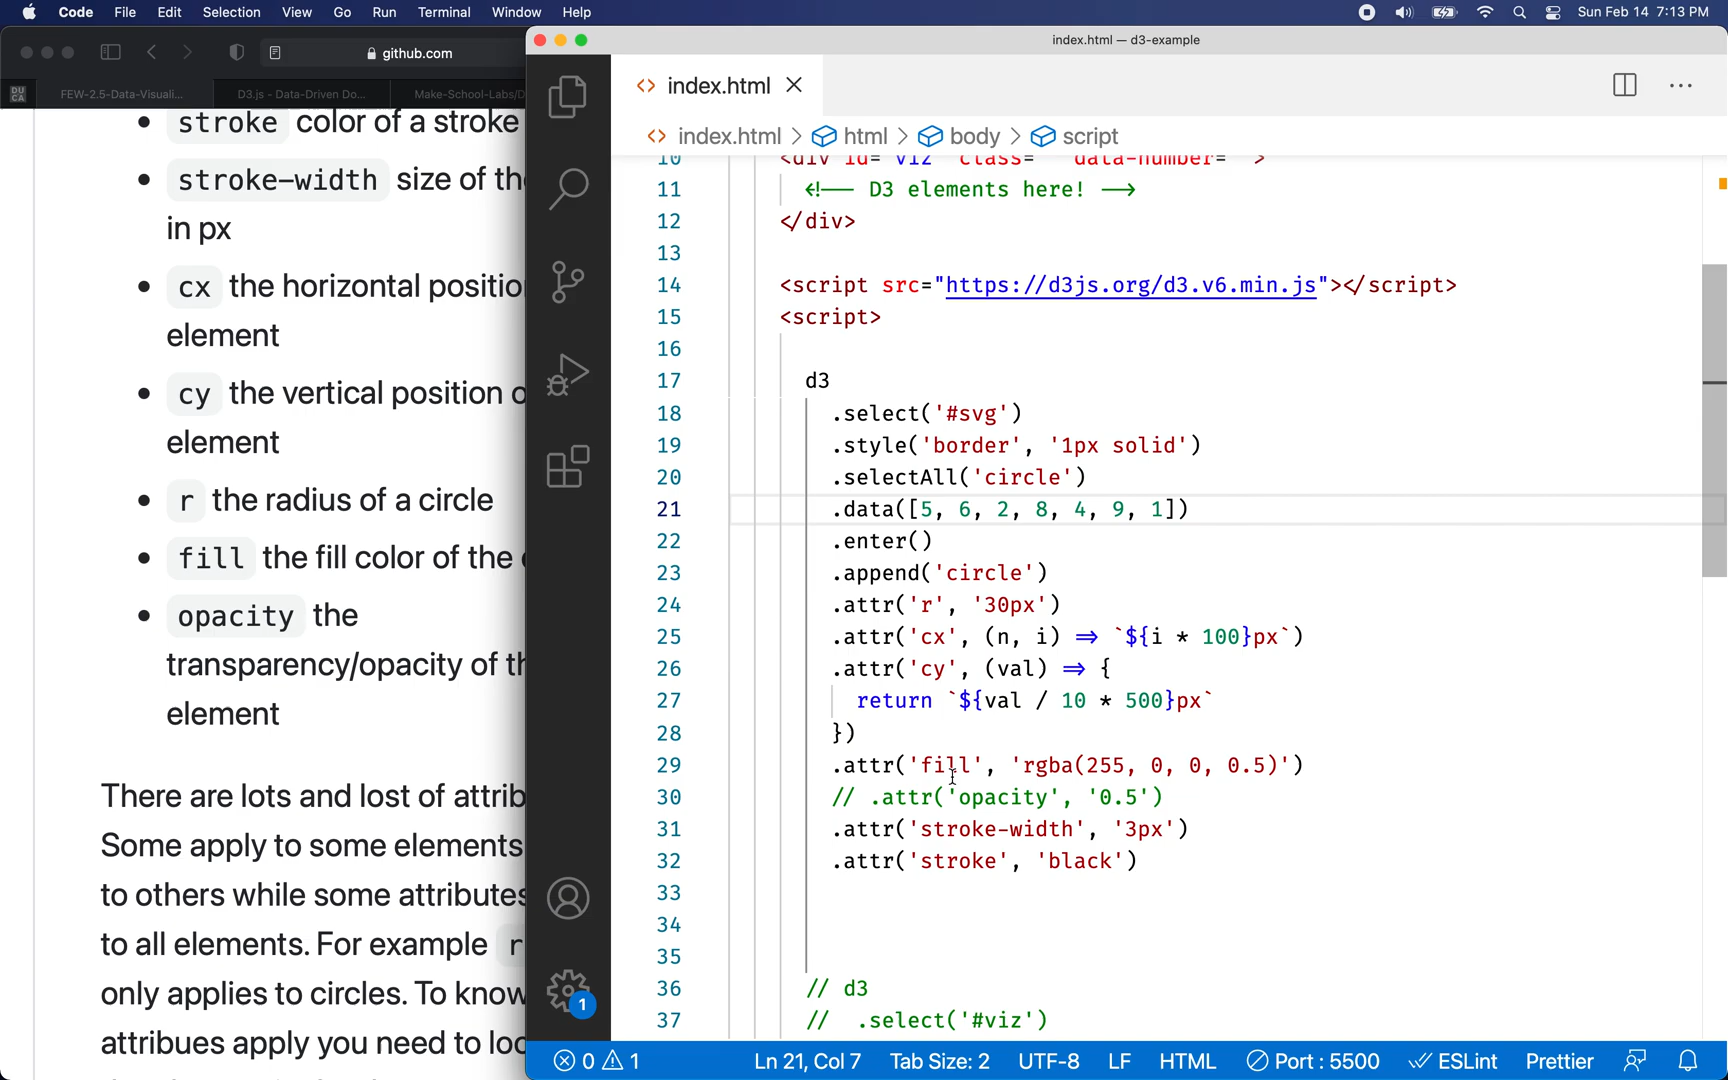 Code File Edit Selection View Go Run Terminal Window Help Sun Feb 14 7:13 PM
github.com
index.html — d3-example
DU
CA
FEW-2.5-Data-Visuali... D3.js - Data-Driven Do... Make-School-Labs/D
<> index.html ×
<> index.html > html > body > script
stroke color of a stroke
stroke-width size of the
in px
cx the horizontal positio
element
cy the vertical position o
element
r the radius of a circle
fill the fill color of the
opacity the
transparency/opacity of th
element
There are lots and lost of attrib
Some apply to some elements
to others while some attributes
to all elements. For example r
only applies to circles. To know
attribues apply you need to loo
10 <div id="viz" class="" data-number="">
11 <!-- D3 elements here! -->
12 </div>
13
14 <script src="https://d3js.org/d3.v6.min.js"></script>
15 <script>
16
17 d3
18 .select('#svg')
19 .style('border', '1px solid')
20 .selectAll('circle')
21 .data([5, 6, 2, 8, 4, 9, 1])
22 .enter()
23 .append('circle')
24 .attr('r', '30px')
25 .attr('cx', (n, i) => `${i * 100}px`)
26 .attr('cy', (val) => {
27 return `${val / 10 * 500}px`
28 })
29 .attr('fill', 'rgba(255, 0, 0, 0.5)')
30 // .attr('opacity', '0.5')
31 .attr('stroke-width', '3px')
32 .attr('stroke', 'black')
33
34
35
36 // d3
37 // .select('#viz')
1
0 1 Ln 21, Col 7 Tab Size: 2 UTF-8 LF HTML Port : 5500 ESLint Prettier